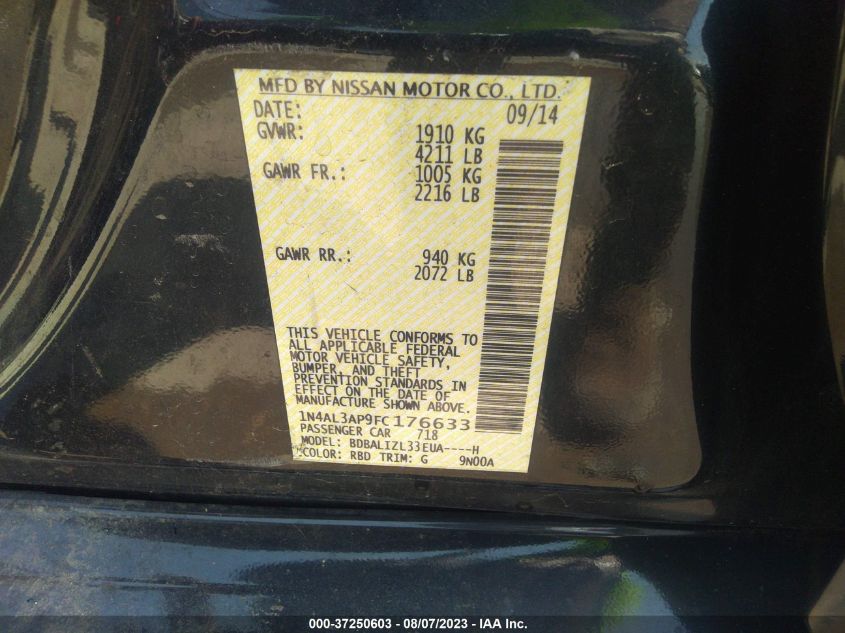 MFD BY NISSAN MOTOR CO., LTD.
DATE: 09/14
GVWR: 1910 KG
4211 LB
GAWR FR.: 1005 KG
2216 LB
GAWR RR.: 940 KG
2072 LB
THIS VEHICLE CONFORMS TO
ALL APPLICABLE FEDERAL
MOTOR VEHICLE SAFETY,
BUMPER, AND THEFT
PREVENTION STANDARDS IN
EFFECT ON THE DATE OF
MANUFACTURE SHOWN ABOVE.
1N4AL3AP9FC176633
PASSENGER CAR 718
MODEL: BDBALIZL33EUA----H
COLOR: RBD TRIM: G 9N00A
000-37250603 - 08/07/2023 - IAA Inc.